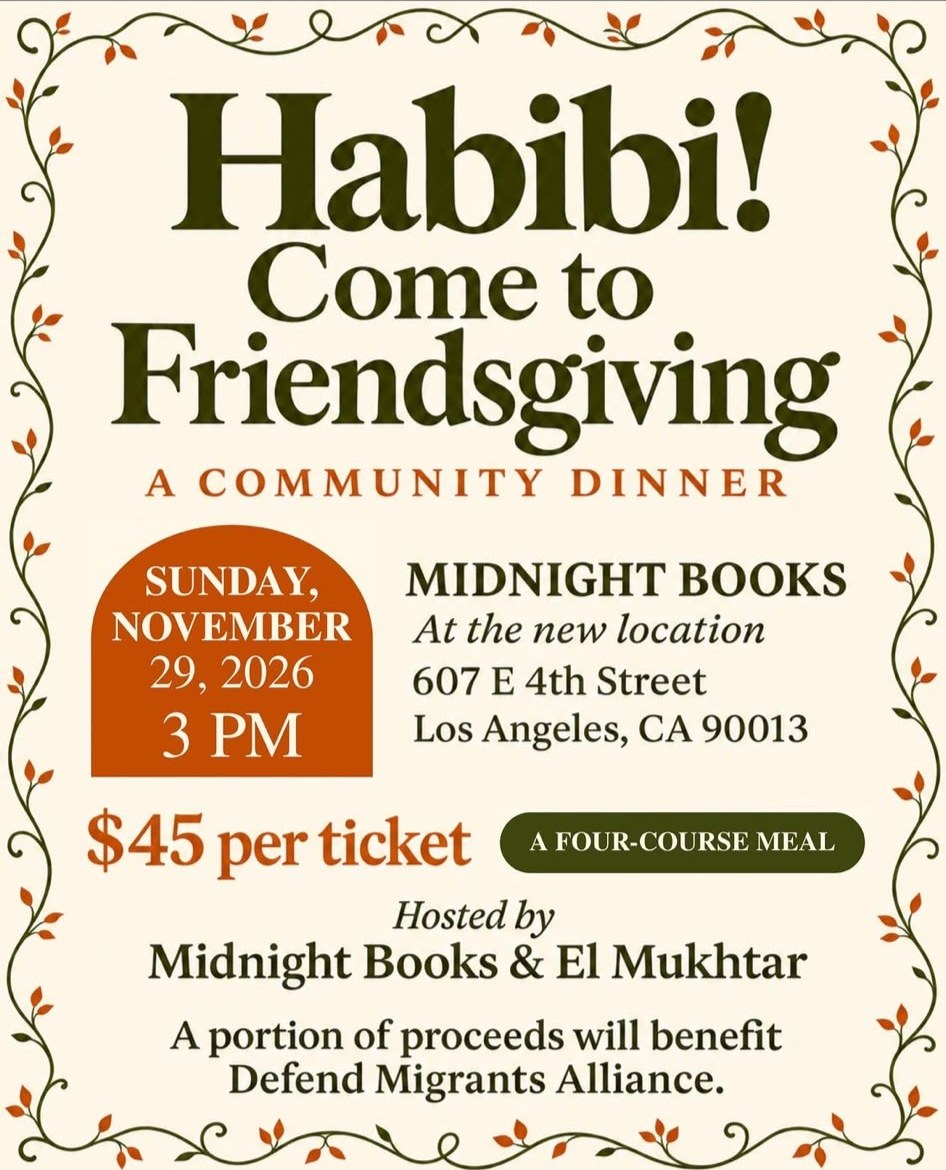 Habibi!
Come to
Friendsgiving
A COMMUNITY DINNER
SUNDAY,
NOVEMBER
29, 2026
3 PM
MIDNIGHT BOOKS
At the new location
607 E 4th Street
Los Angeles, CA 90013
$45 per ticket
A FOUR-COURSE MEAL
Hosted by
Midnight Books & El Mukhtar
A portion of proceeds will benefit
Defend Migrants Alliance.